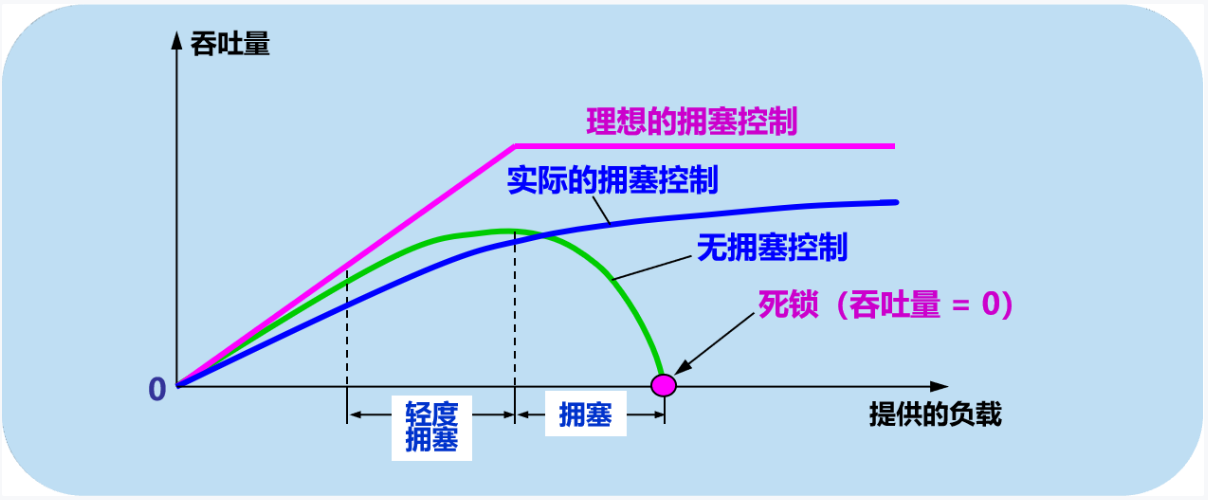 吞吐量
理想的拥塞控制
实际的拥塞控制
无拥塞控制
死锁（吞吐量 = 0）
0
轻度
拥塞
拥塞
提供的负载